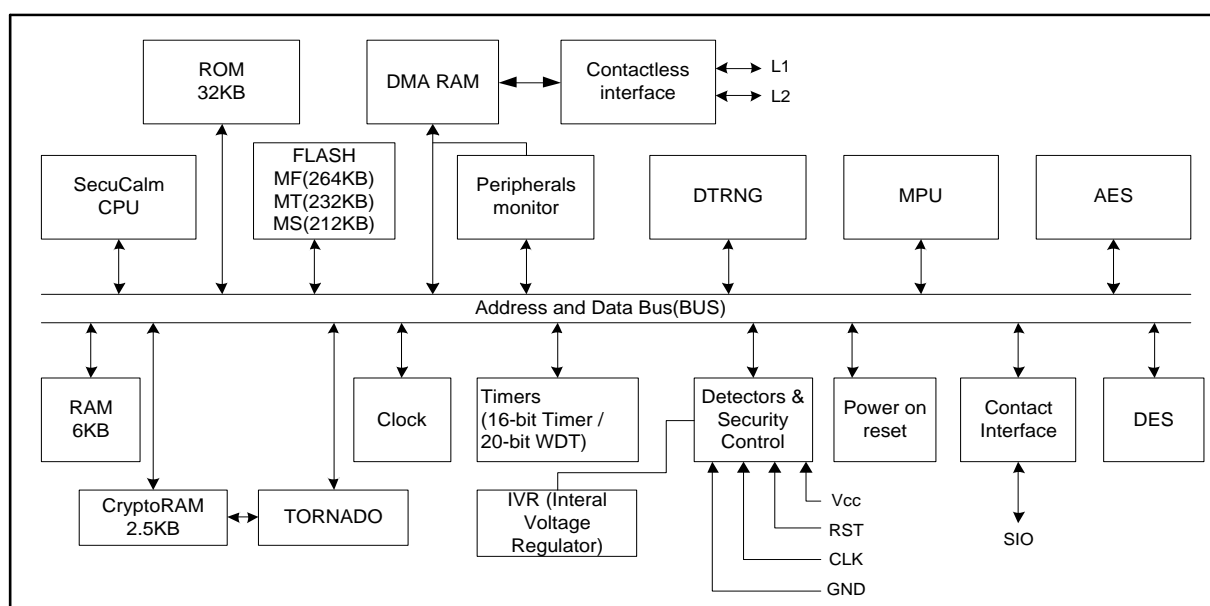 ROM
32KB
DMA RAM
Contactless
interface
L1
L2
SecuCalm
CPU
FLASH
MF(264KB)
MT(232KB)
MS(212KB)
Peripherals
monitor
DTRNG
MPU
AES
Address and Data Bus(BUS)
RAM
6KB
Clock
Timers
(16-bit Timer /
20-bit WDT)
Detectors &
Security
Control
Power on
reset
Contact
Interface
DES
CryptoRAM
2.5KB
TORNADO
IVR (Interal
Voltage
Regulator)
Vcc
RST
CLK
GND
SIO